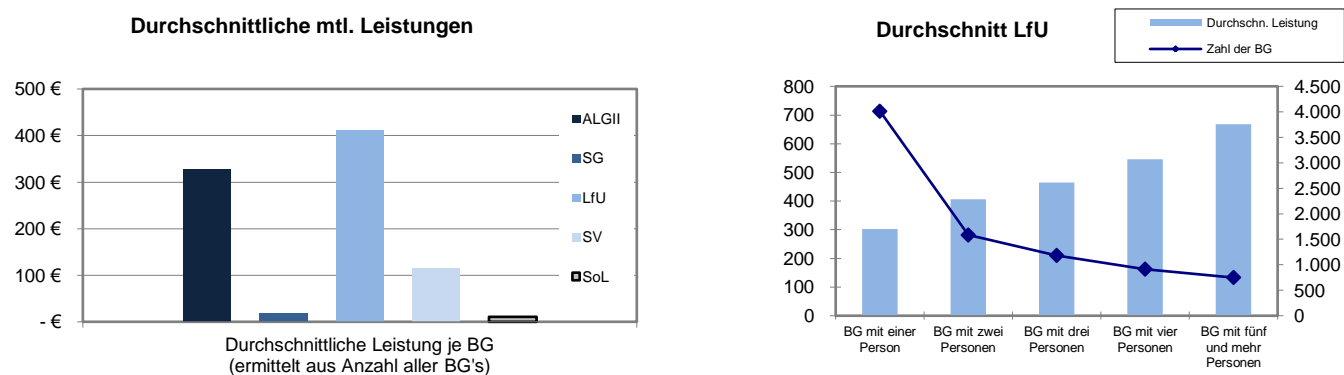 Durchschnittliche mtl. Leistungen
500 €
400 €
300 €
200 €
100 €
- €
ALGII
SG
LfU
SV
SoL
Durchschnittliche Leistung je BG
(ermittelt aus Anzahl aller BG's)
Durchschnitt LfU
Durchschn. Leistung
Zahl der BG
800
700
600
500
400
300
200
100
0
4.500
4.000
3.500
3.000
2.500
2.000
1.500
1.000
500
0
BG mit einer
Person
BG mit zwei
Personen
BG mit drei
Personen
BG mit vier
Personen
BG mit fünf
und mehr
Personen